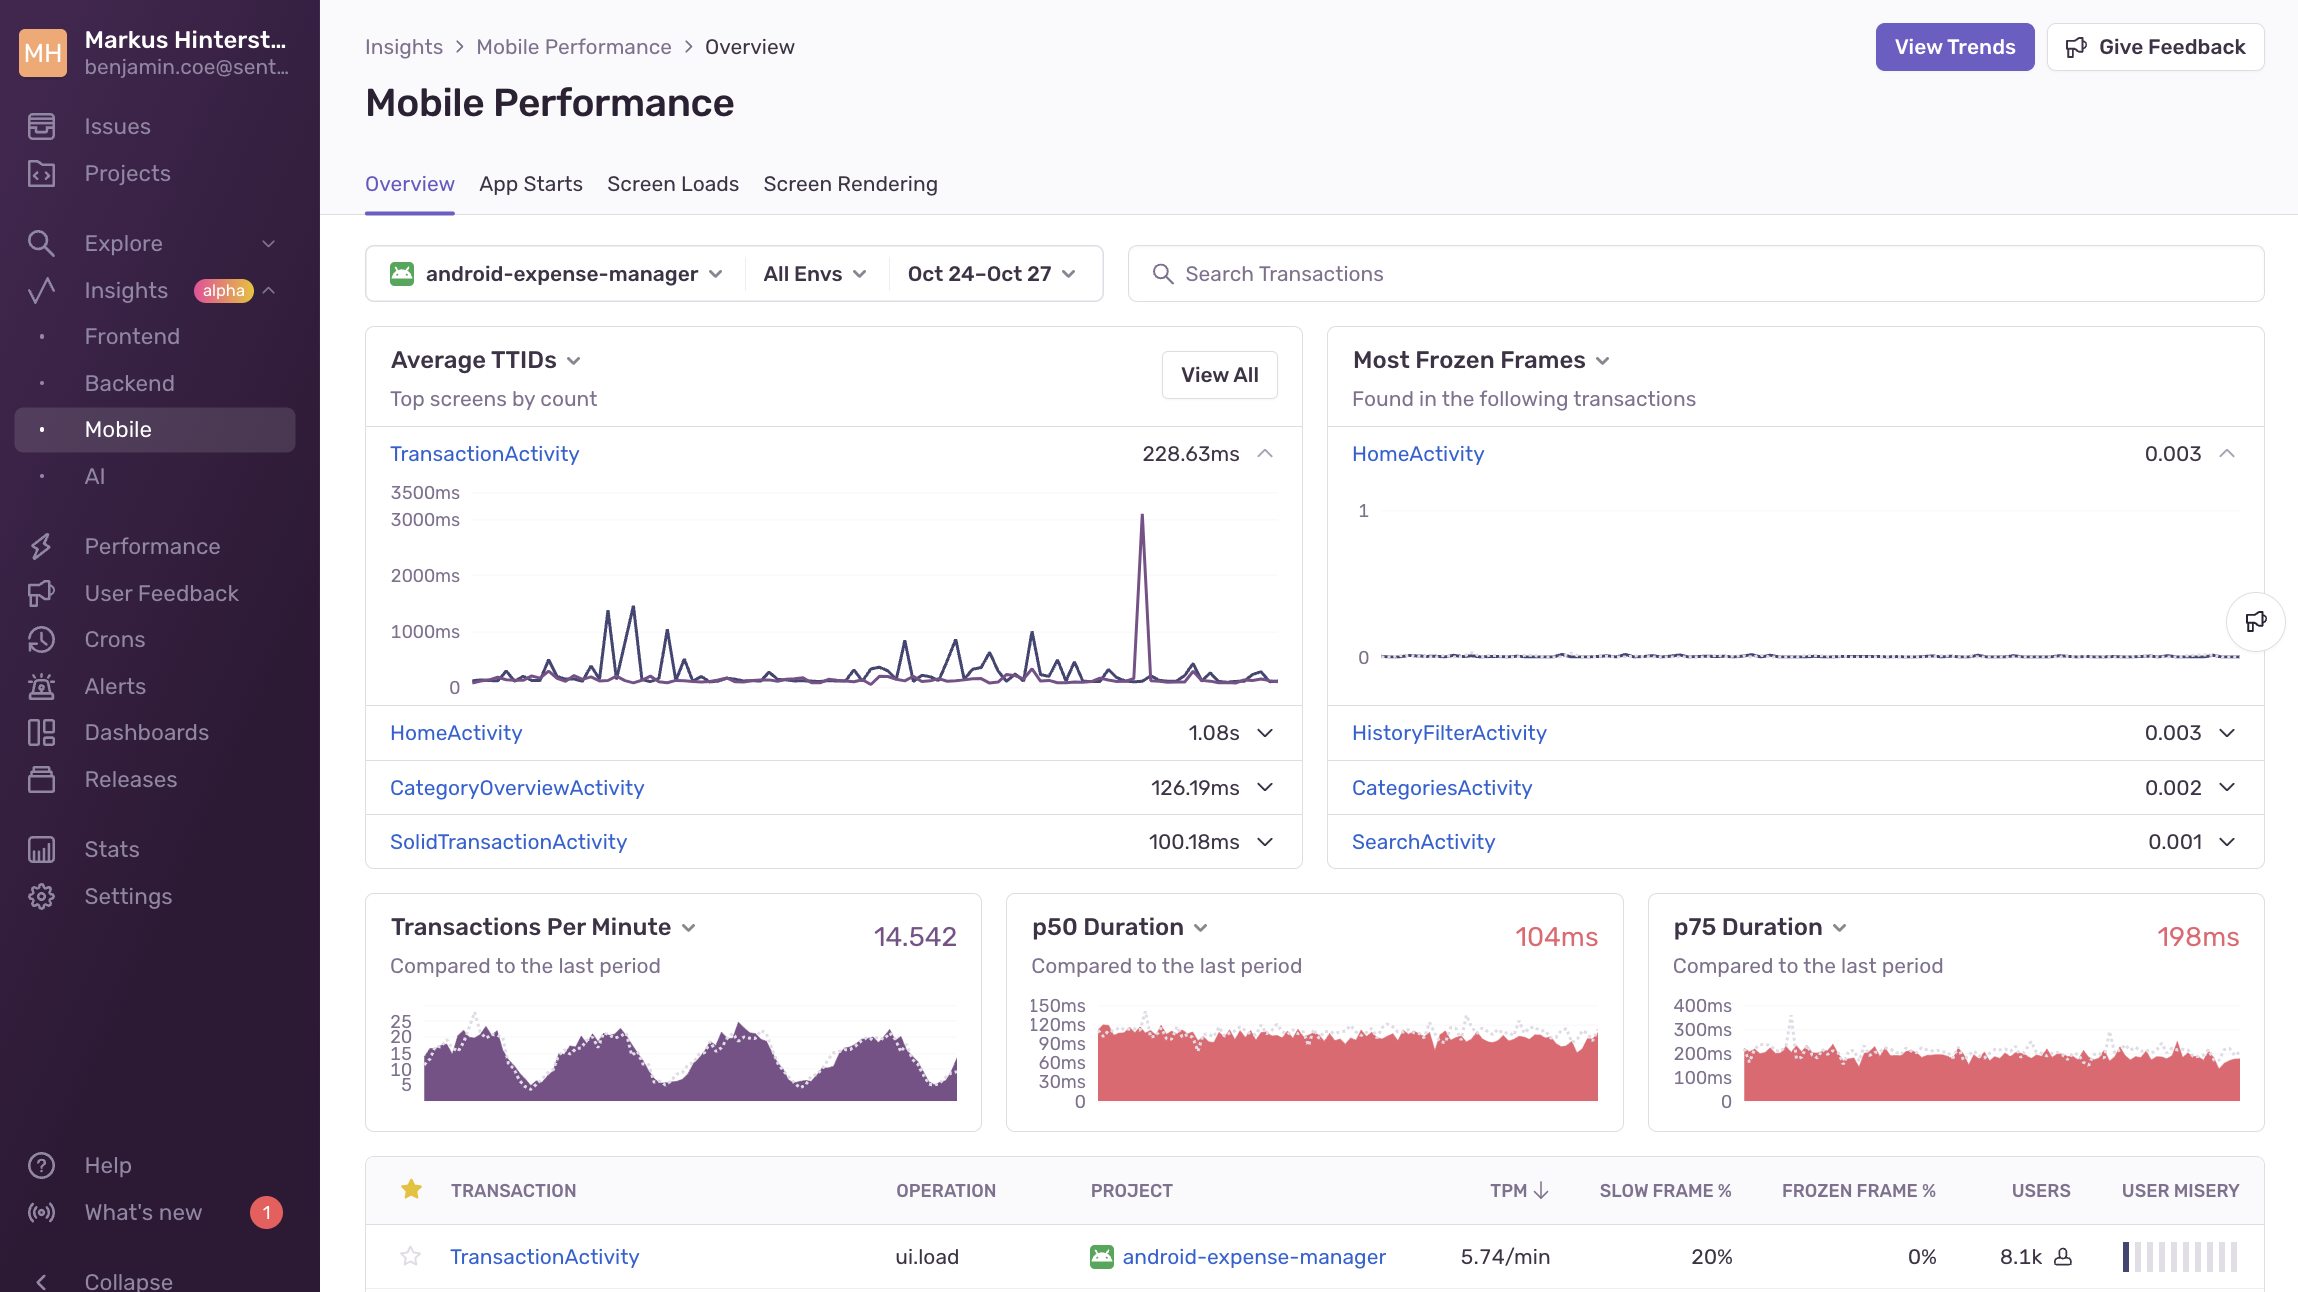 MH
Markus Hinterst...
benjamin.coe@sent...
Issues
Projects
Explore
Insights alpha
Frontend
Backend
Mobile
AI
Performance
User Feedback
Crons
Alerts
Dashboards
Releases
Stats
Settings
Help
What's new 1
Collapse
Insights > Mobile Performance > Overview
View Trends
Give Feedback
Mobile Performance
Overview App Starts Screen Loads Screen Rendering
android-expense-manager All Envs Oct 24–Oct 27
Search Transactions
Average TTIDs
Top screens by count
View All
TransactionActivity 228.63ms
3500ms
3000ms
2000ms
1000ms
0
HomeActivity 1.08s
CategoryOverviewActivity 126.19ms
SolidTransactionActivity 100.18ms
Most Frozen Frames
Found in the following transactions
HomeActivity 0.003
1
0
HistoryFilterActivity 0.003
CategoriesActivity 0.002
SearchActivity 0.001
Transactions Per Minute 14.542
Compared to the last period
25
20
15
10
5
p50 Duration 104ms
Compared to the last period
150ms
120ms
90ms
60ms
30ms
0
p75 Duration 198ms
Compared to the last period
400ms
300ms
200ms
100ms
0
TRANSACTION OPERATION PROJECT TPM SLOW FRAME % FROZEN FRAME % USERS USER MISERY
TransactionActivity ui.load android-expense-manager 5.74/min 20% 0% 8.1k